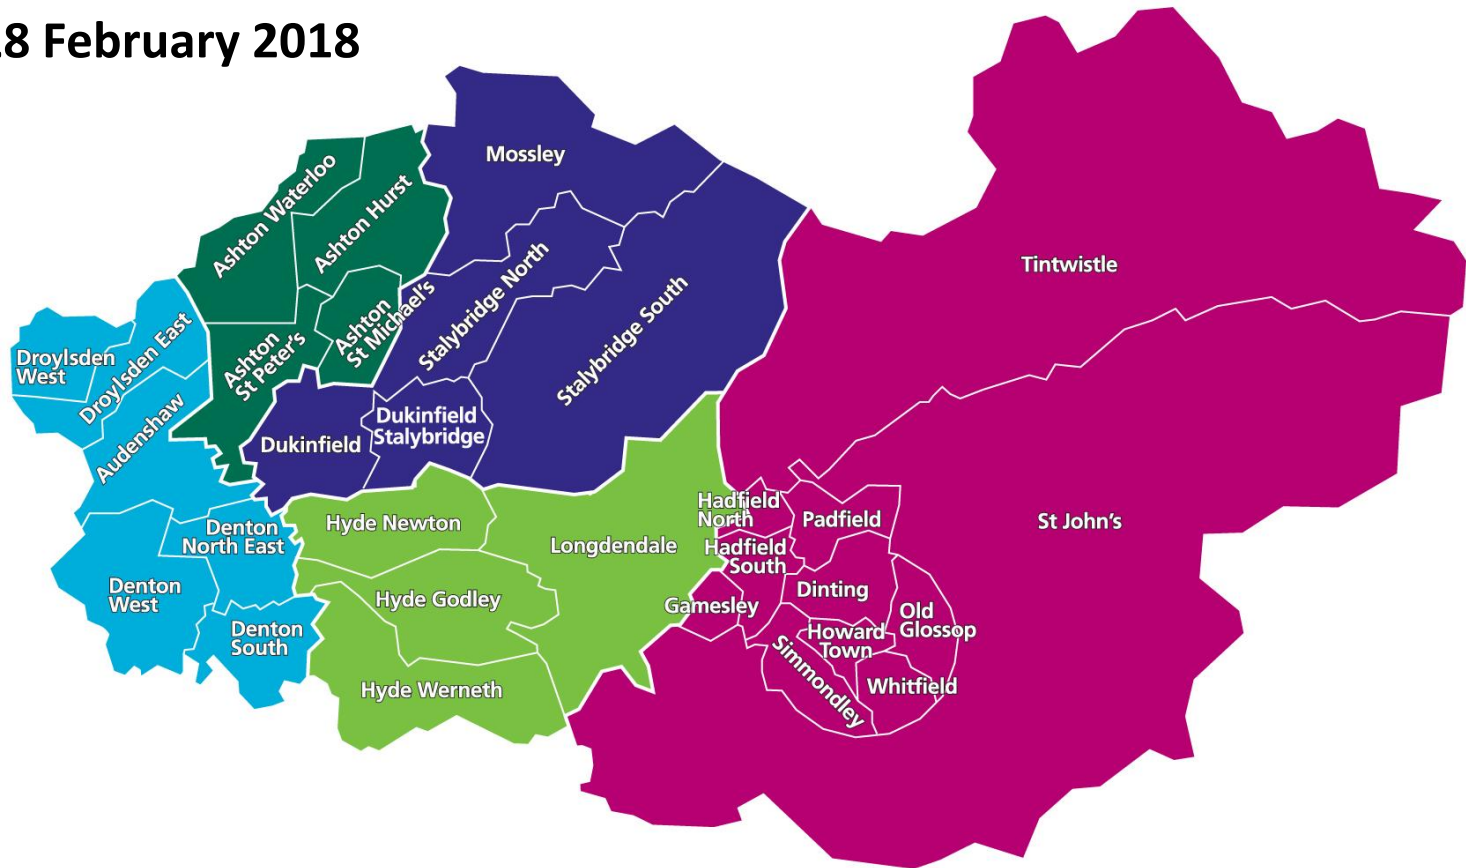 8 February 2018
Mossley
Ashton Waterloo
Ashton Hurst
Tintwistle
Stalybridge North
Stalybridge South
Ashton
St Michael's
Ashton
St Peter's
Droylsden
West
Droylsden East
Audenshaw
Dukinfield
Dukinfield
Stalybridge
Hyde Newton
Longdendale
Hadfield
North
Padfield
St John's
Denton
North East
Hadfield
South
Denton
West
Hyde Godley
Gamesley
Dinting
Old
Glossop
Howard
Town
Denton
South
Simmondley
Whitfield
Hyde Werneth